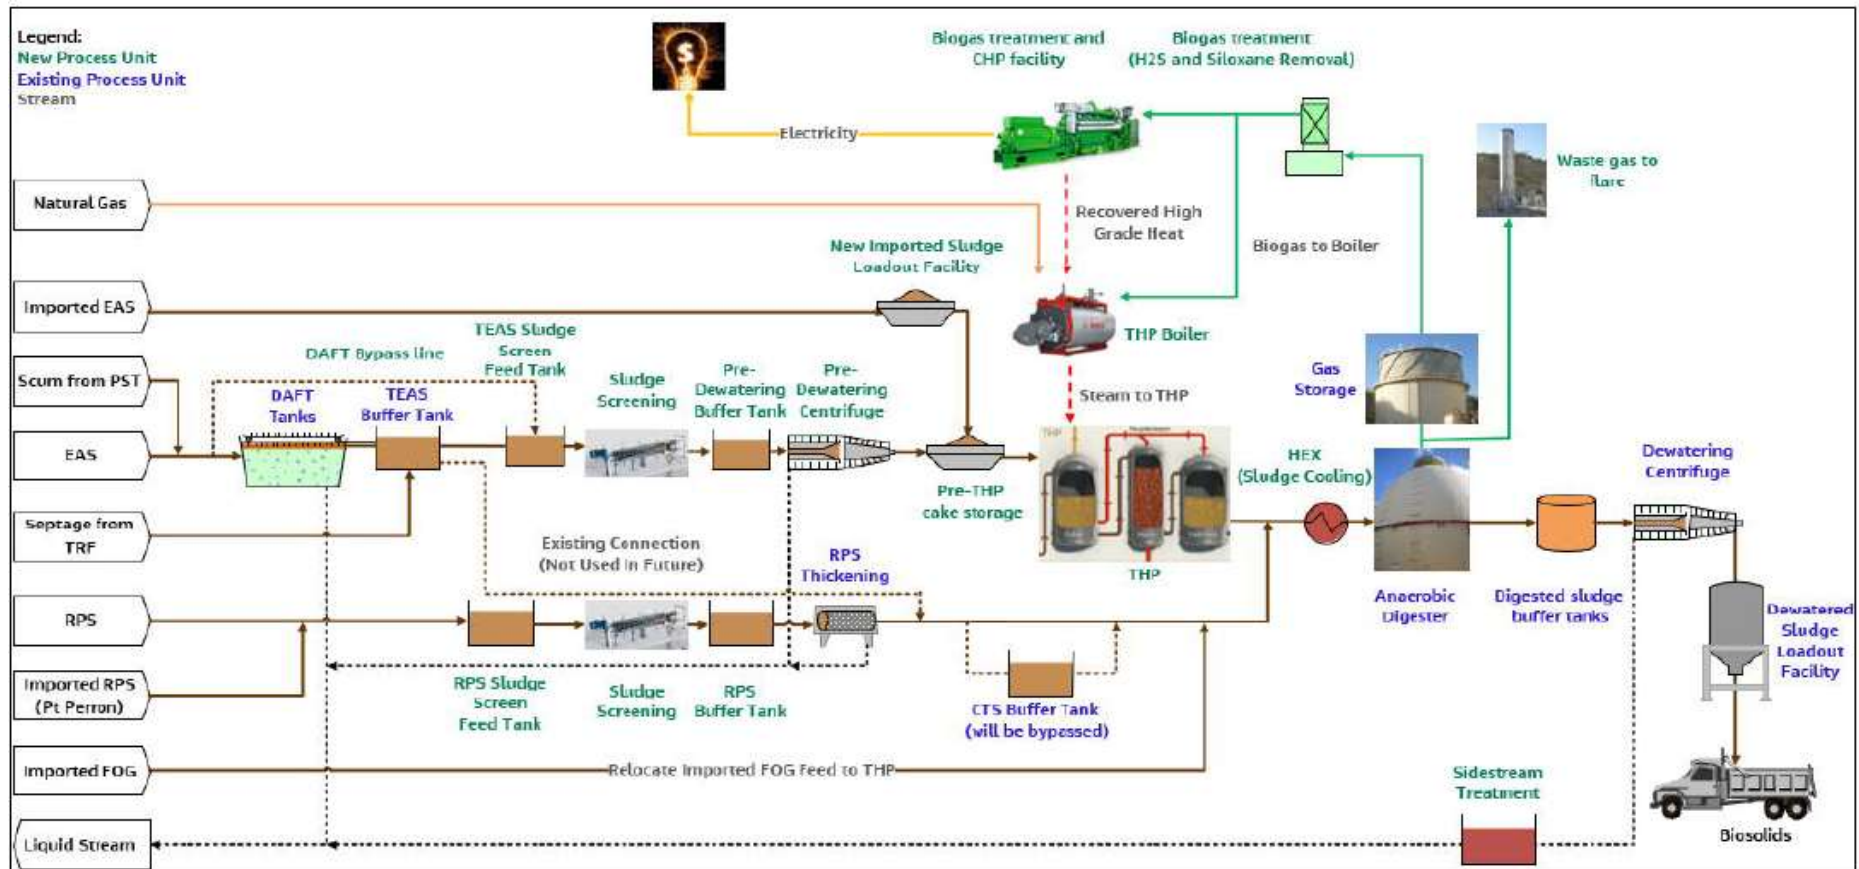 Legend:
New Process Unit
Existing Process Unit
Stream
Biogas treatment and
CHP facility
Biogas treatment
(H2S and Siloxane Removal)
Electricity
Waste gas to
flare
Natural Gas
Recovered High
Grade Heat
Biogas to Boiler
New Imported Sludge
Loadout Facility
Imported EAS
THP Boiler
TEAS Sludge
Screen
Feed Tank
DAFT Bypass line
Scum from PST
DAFT
Tanks
TEAS
Buffer Tank
Sludge
Screening
Pre-
Dewatering
Buffer Tank
Pre-
Dewatering
Centrifuge
Steam to THP
Gas
Storage
EAS
THP
HEX
(Sludge Cooling)
Dewatering
Centrifuge
Pre-THP
cake storage
Septage from
TRF
Existing Connection
(Not Used in Future)
RPS
Thickening
THP
Anaerobic
Digester
Digested sludge
buffer tanks
Dewatered
Sludge
Loadout
Facility
RPS
Imported RPS
(Pt Perron)
RPS Sludge
Screen
Feed Tank
Sludge
Screening
RPS
Buffer Tank
CTS Buffer Tank
(will be bypassed)
Imported FOG
Relocate Imported FOG Feed to THP
Sidestream
Treatment
Biosolids
Liquid Stream